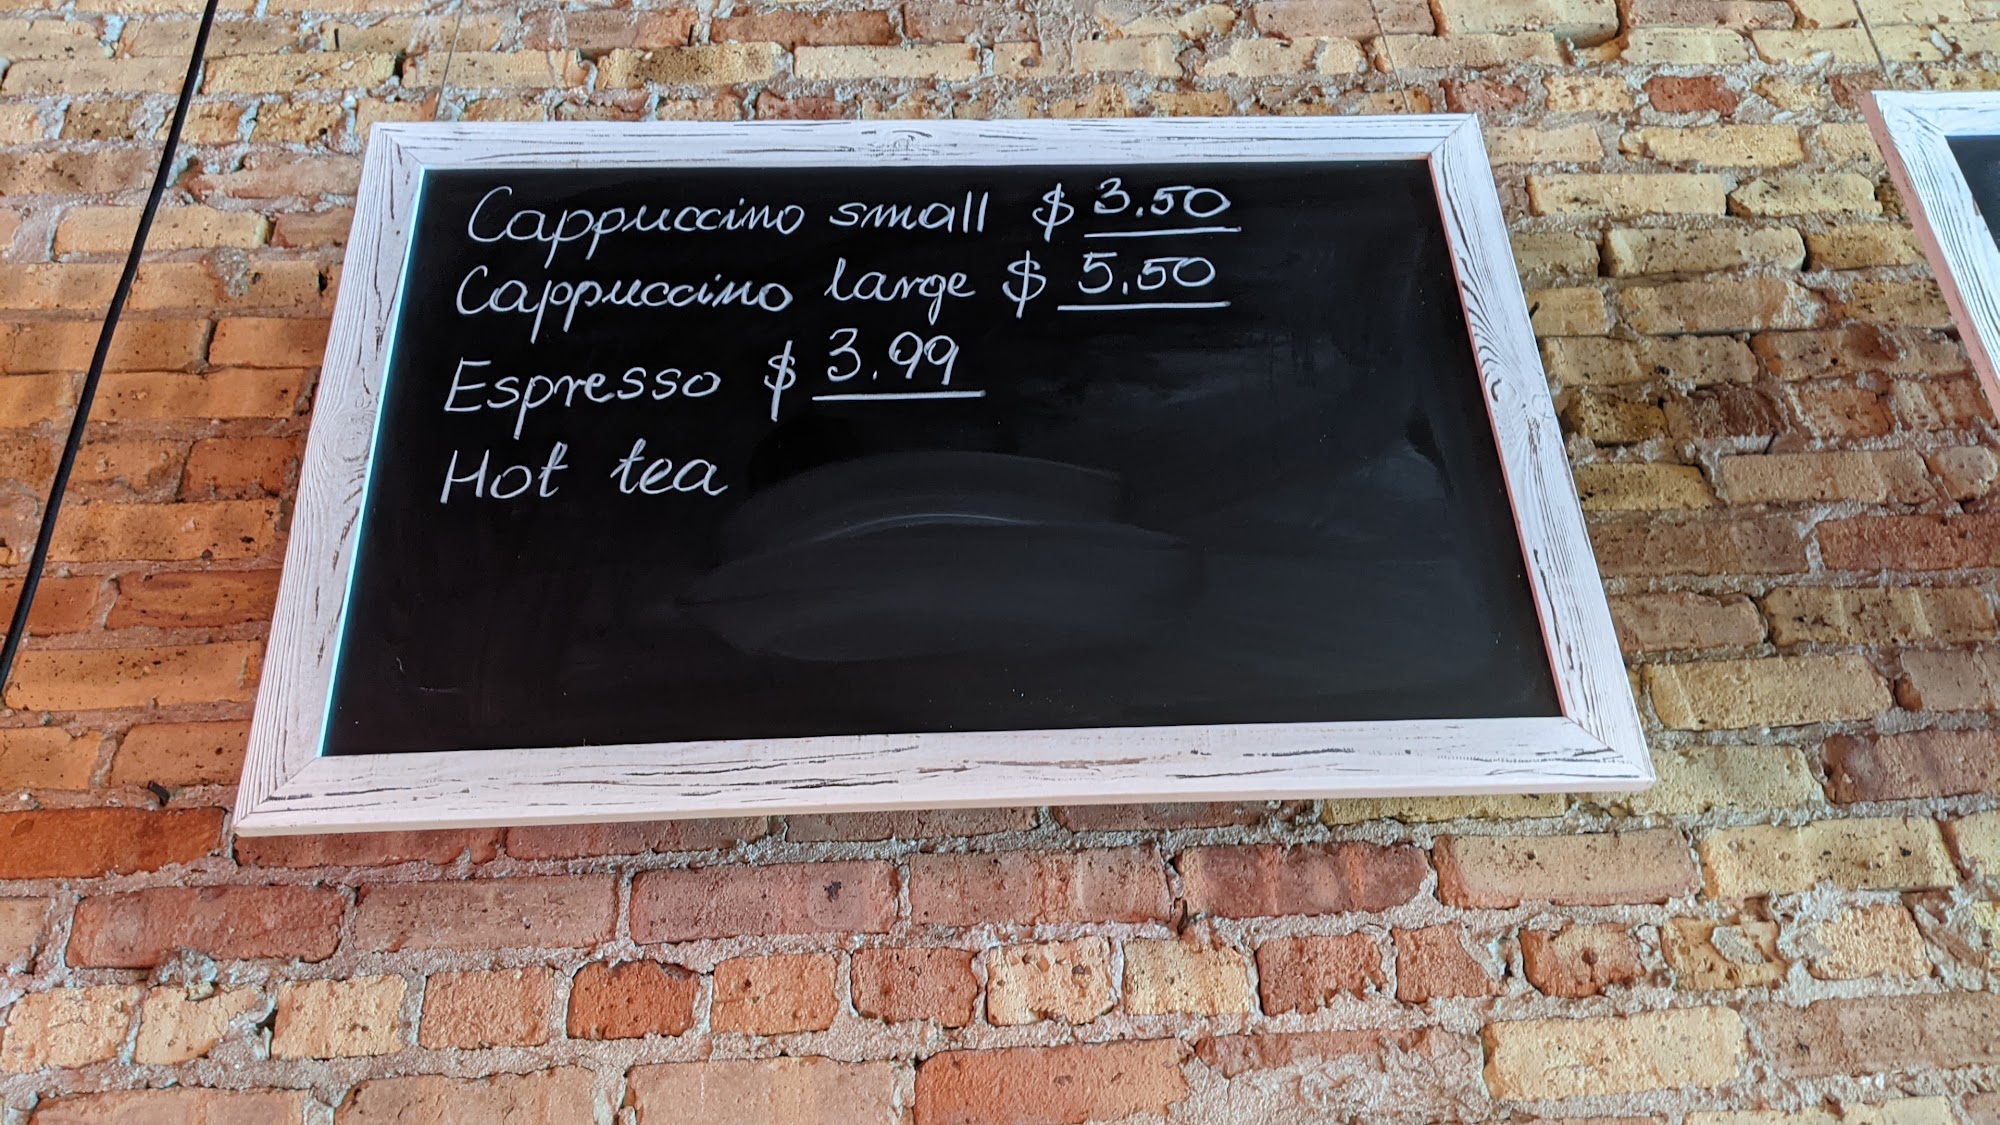 Cappuccino small $ 3.50
Cappuccino large $ 5.50
Espresso $ 3.99
Hot tea